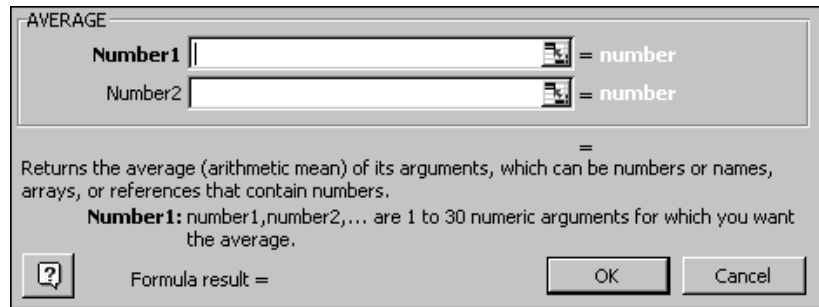 AVERAGE
Number1 = number
Number2 = number
=
Returns the average (arithmetic mean) of its arguments, which can be numbers or names,
arrays, or references that contain numbers.
Number1: number1,number2,... are 1 to 30 numeric arguments for which you want
the average.
? Formula result = OK Cancel